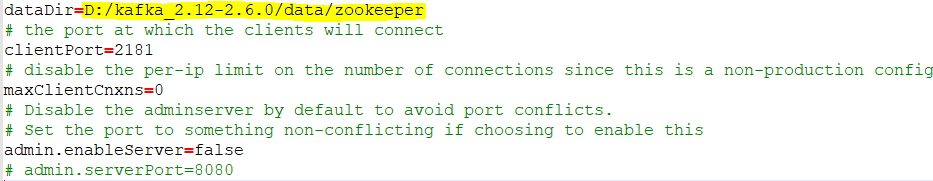 dataDir=D:/kafka_2.12-2.6.0/data/zookeeper
# the port at which the clients will connect
clientPort=2181
# disable the per-ip limit on the number of connections since this is a non-production config
maxClientCnxns=0
# Disable the adminserver by default to avoid port conflicts.
# Set the port to something non-conflicting if choosing to enable this
admin.enableServer=false
# admin.serverPort=8080